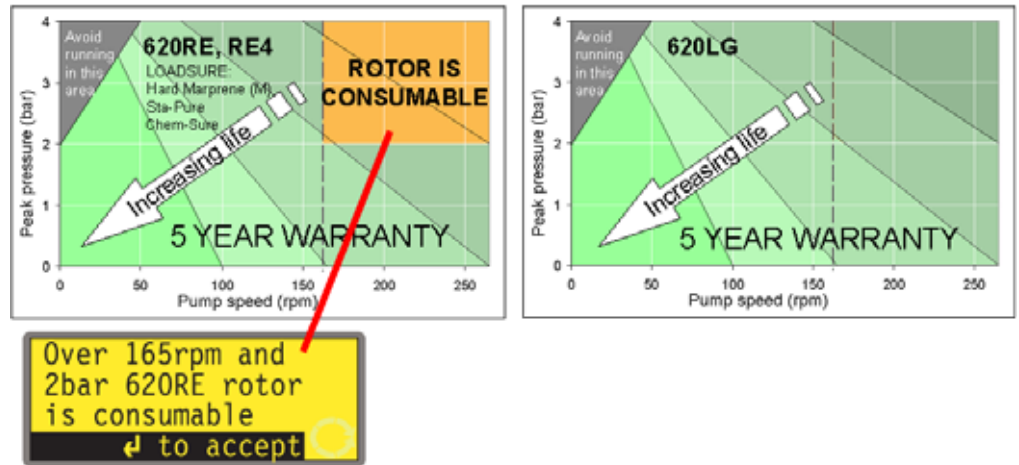 4
3
2
1
0
Peak pressure (bar)
Avoid
running
in this
area
620RE, RE4
LOADSURE:
Hard Marprene (M),
Sta-Pure
Chem-Sure
ROTOR IS
CONSUMABLE
Increasing life
5 YEAR WARRANTY
0 50 100 150 200 250
Pump speed (rpm)
4
3
2
1
0
Peak pressure (bar)
Avoid
running
in this
area
620LG
Increasing life
5 YEAR WARRANTY
0 50 100 150 200 250
Pump speed (rpm)
Over 165rpm and
2bar 620RE rotor
is consumable
↲ to accept